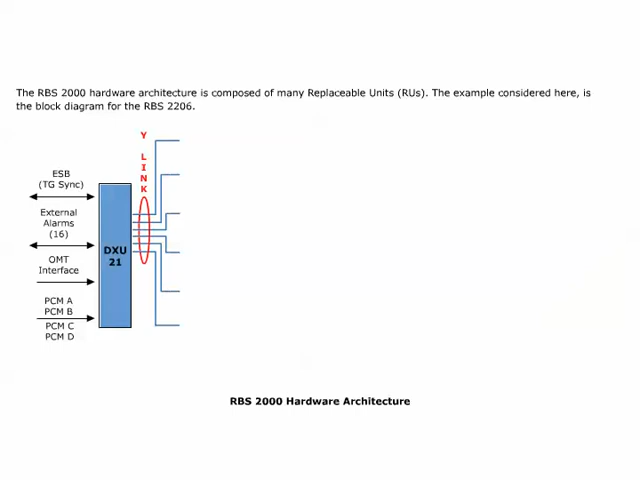 The RBS 2000 hardware architecture is composed of many Replaceable Units (RUs). The example considered here, is
the block diagram for the RBS 2206.
Y
L
I
N
K
ESB
(TG Sync)
External
Alarms
(16)
OMT
Interface
PCM A
PCM B
PCM C
PCM D
DXU
21
RBS 2000 Hardware Architecture